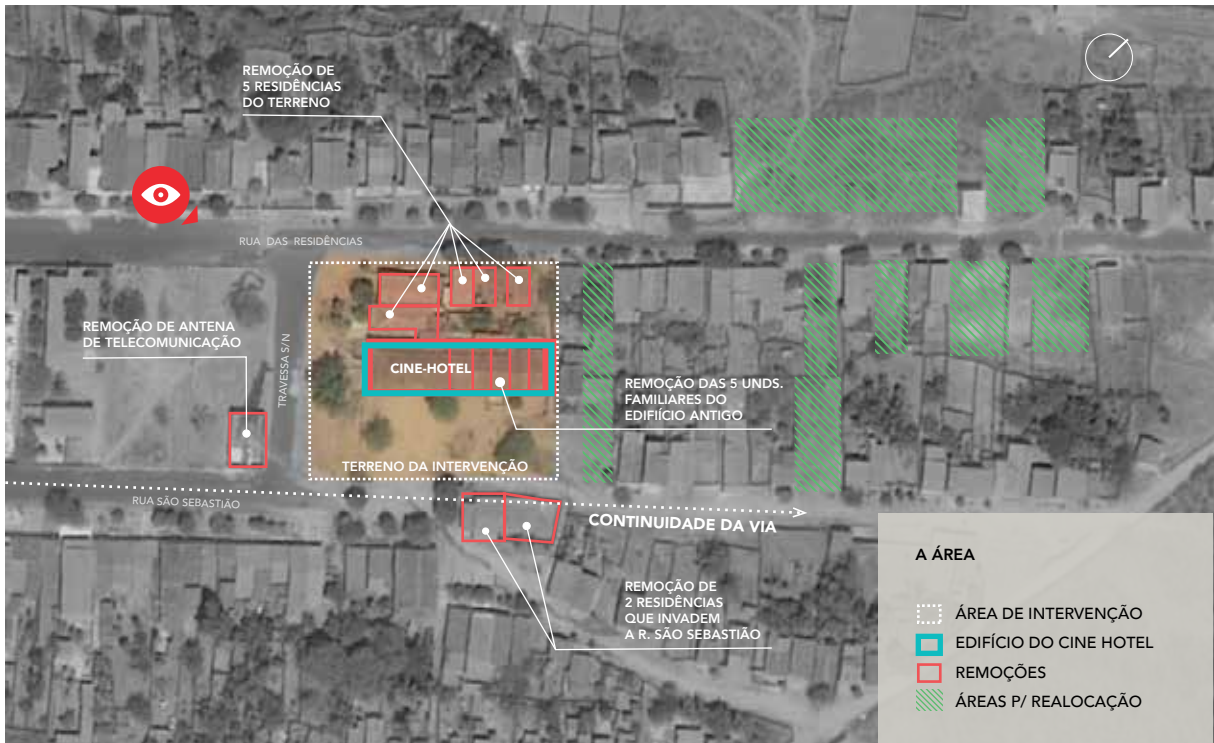 REMOÇÃO DE
5 RESIDÊNCIAS
DO TERRENO
RUA DAS RESIDÊNCIAS
REMOÇÃO DE ANTENA
DE TELECOMUNICAÇÃO
TRAVESSA S/N
CINE-HOTEL
REMOÇÃO DAS 5 UNDS.
FAMILIARES DO
EDIFIÍCIO ANTIGO
TERRENO DA INTERVENÇÃO
RUA SÃO SEBASTIÃO
CONTINUIDADE DA VIA
REMOÇÃO DE
2 RESIDÊNCIAS
QUE INVADEM
A R. SÃO SEBASTIÃO
A ÁREA
ÁREA DE INTERVENÇÃO
EDIFÍCIO DO CINE HOTEL
REMOÇÕES
ÁREAS P/ REALOCAÇÃO